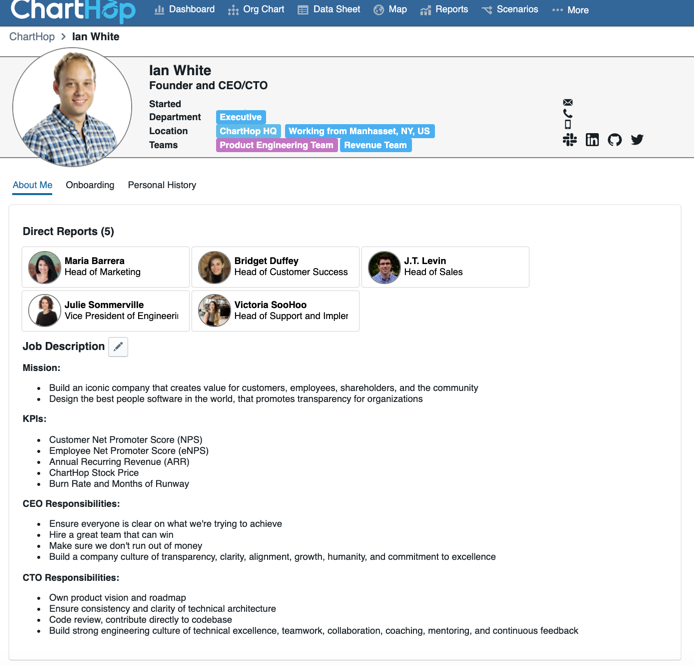 ChartHop
Dashboard Org Chart Data Sheet Map Reports Scenarios More
ChartHop > Ian White
Ian White
Founder and CEO/CTO
Started
Department Executive
Location ChartHop HQ Working from Manhasset, NY, US
Teams Product Engineering Team Revenue Team
About Me Onboarding Personal History
Direct Reports (5)
Maria Barrera
Head of Marketing
Bridget Duffey
Head of Customer Success
J.T. Levin
Head of Sales
Julie Sommerville
Vice President of Engineeri
Victoria SooHoo
Head of Support and Impler
Job Description
Mission:
• Build an iconic company that creates value for customers, employees, shareholders, and the community
• Design the best people software in the world, that promotes transparency for organizations
KPIs:
• Customer Net Promoter Score (NPS)
• Employee Net Promoter Score (eNPS)
• Annual Recurring Revenue (ARR)
• ChartHop Stock Price
• Burn Rate and Months of Runway
CEO Responsibilities:
• Ensure everyone is clear on what we're trying to achieve
• Hire a great team that can win
• Make sure we don't run out of money
• Build a company culture of transparency, clarity, alignment, growth, humanity, and commitment to excellence
CTO Responsibilities:
• Own product vision and roadmap
• Ensure consistency and clarity of technical architecture
• Code review, contribute directly to codebase
• Build strong engineering culture of technical excellence, teamwork, collaboration, coaching, mentoring, and continuous feedback